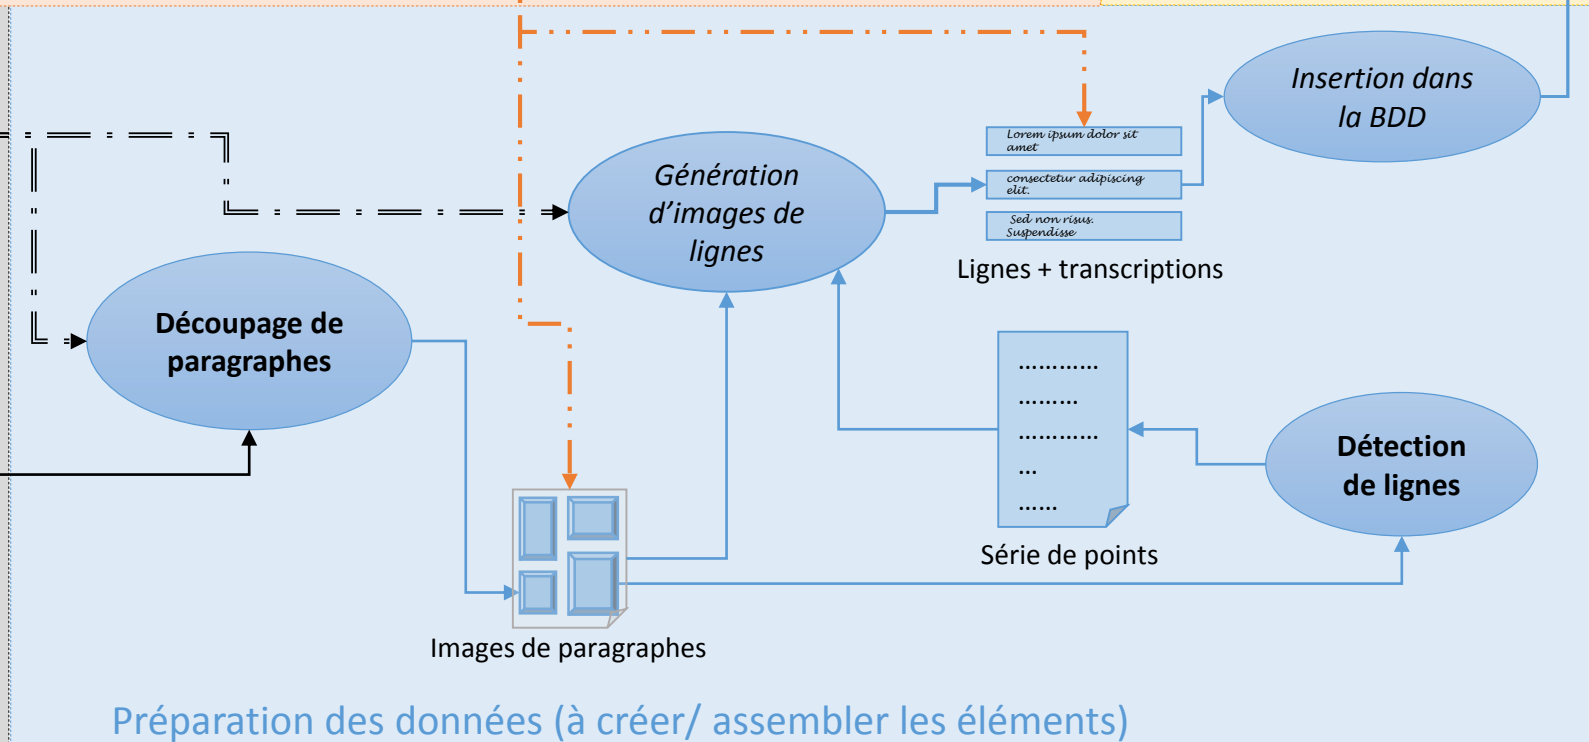 Insertion dans
la BDD
Lorem ipsum dolor sit
amet
consectetur adipiscing
elit.
Sed non risus.
Suspendisse
Lignes + transcriptions
Génération
d’images de
lignes
Découpage de
paragraphes
…………
………
…………
…
……
Série de points
Détection
de lignes
Images de paragraphes
Préparation des données (à créer/ assembler les éléments)